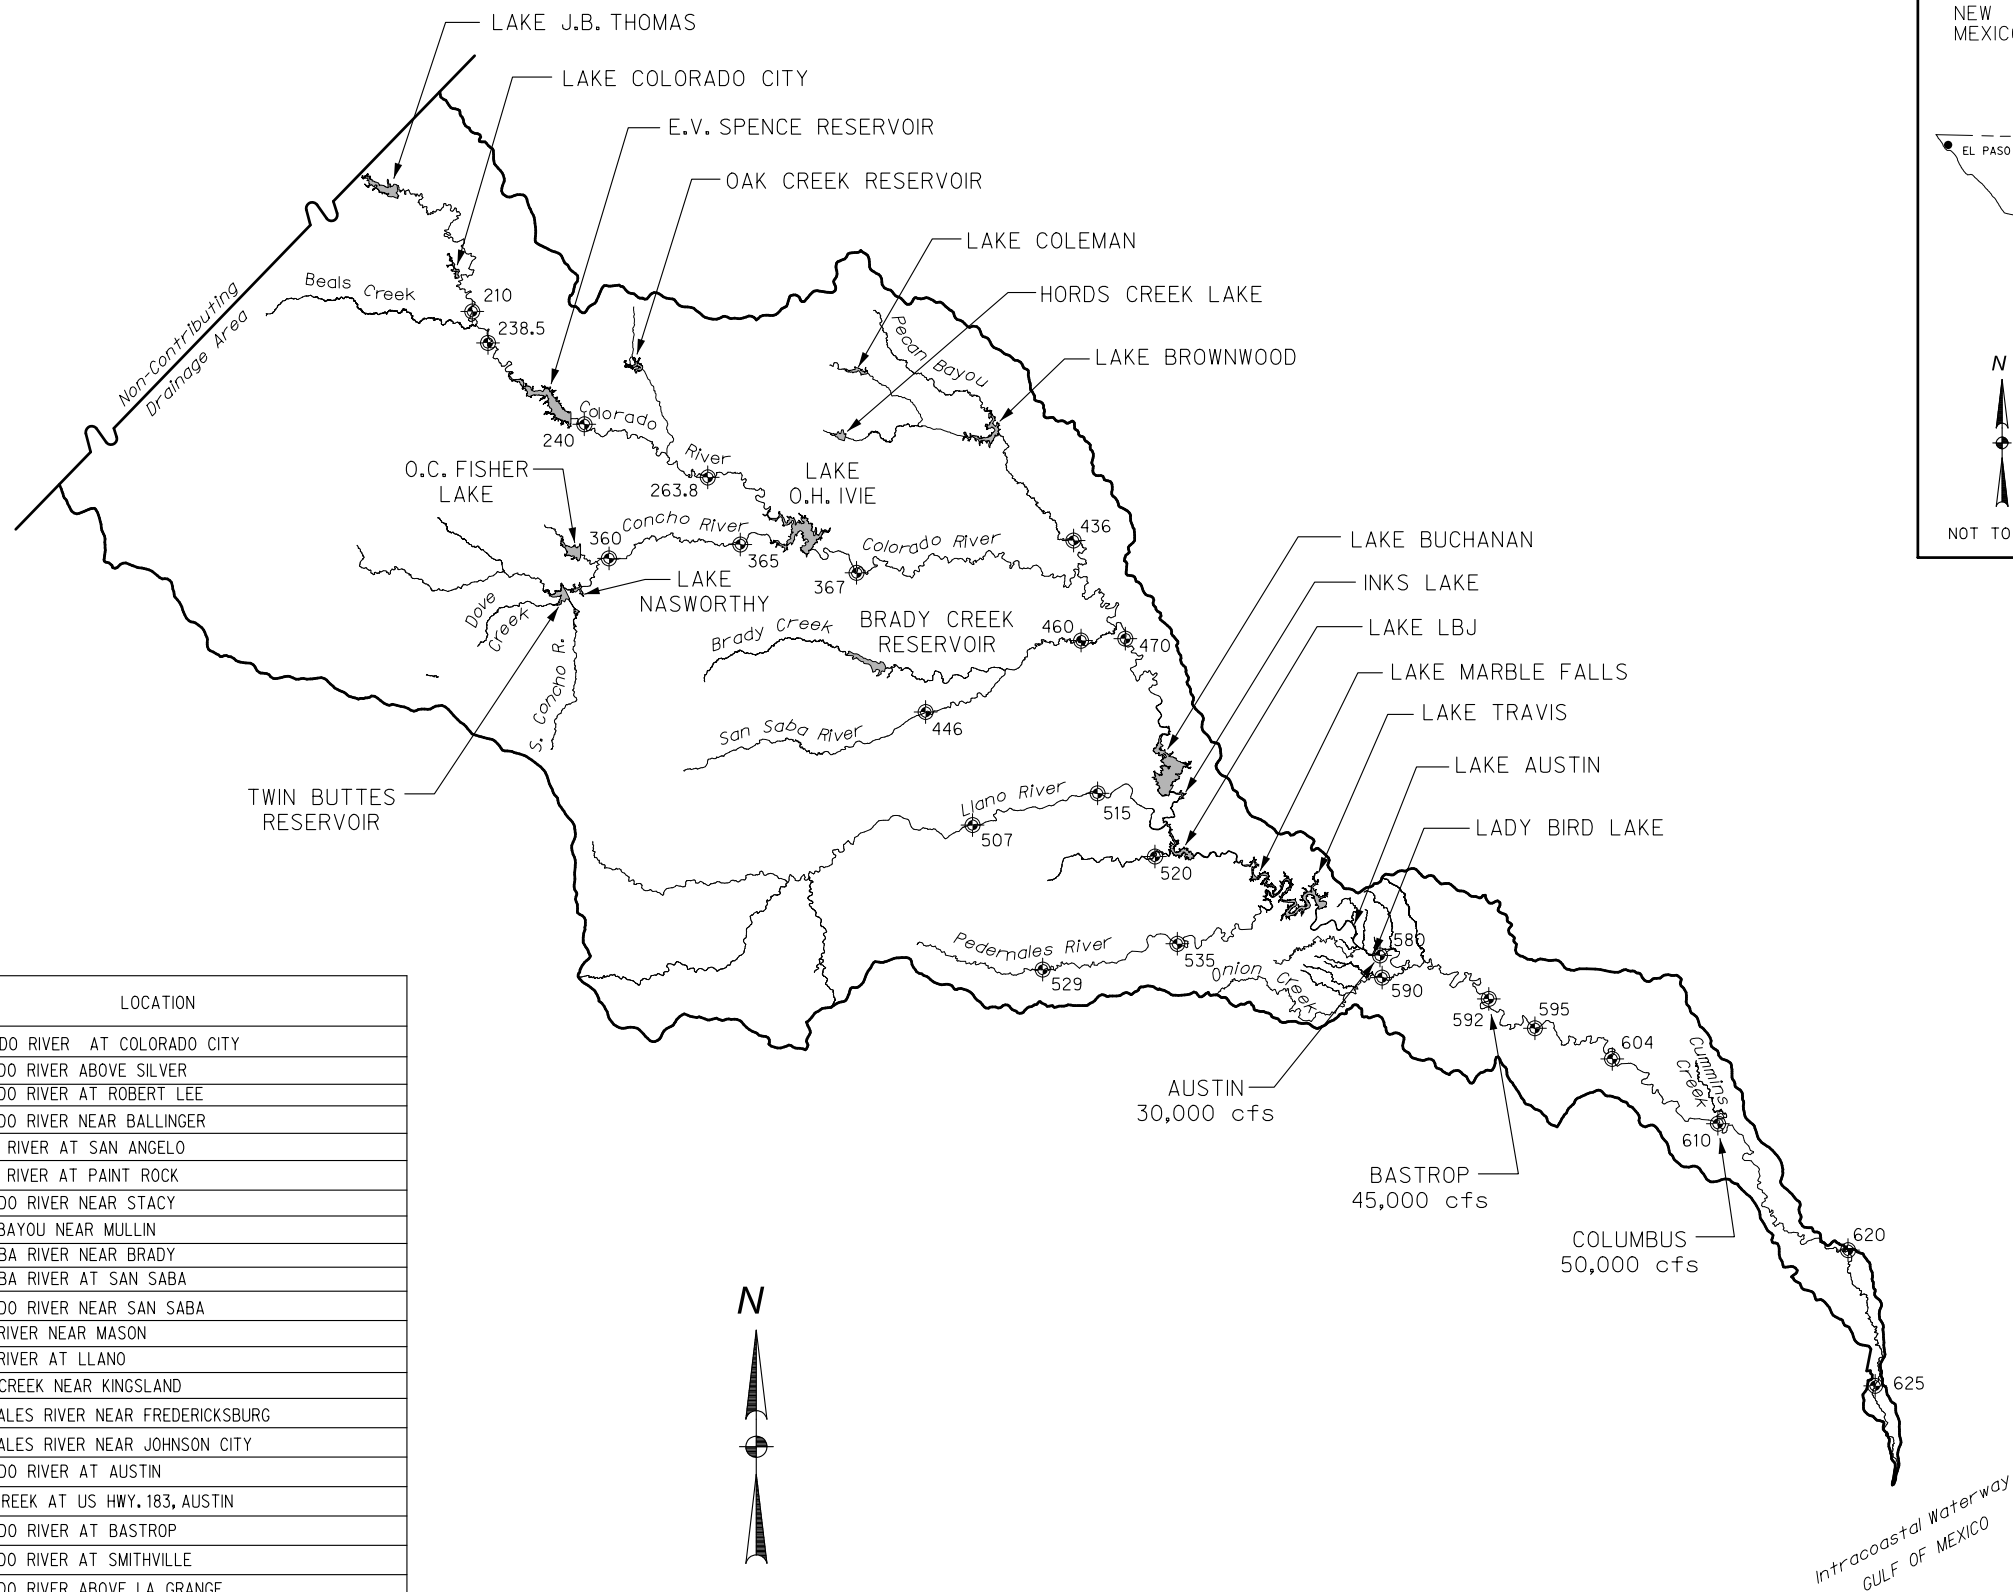 LAKE J.B. THOMAS
LAKE COLORADO CITY
E.V. SPENCE RESERVOIR
OAK CREEK RESERVOIR
LAKE COLEMAN
HORDS CREEK LAKE
LAKE BROWNWOOD
NEW
MEXICO
EL PASO
N
NOT TO
Non-Contributing
Drainage Area
Beals Creek
210
238.5
Pecan Bayou
Colorado
River
240
263.8
O.C. FISHER
LAKE
LAKE
O.H. IVIE
360
Concho River
365
367
Colorado River
436
LAKE
NASWORTHY
Dove
Creek
S. Concho R.
Brady Creek
BRADY CREEK
RESERVOIR
460
470
446
San Saba River
TWIN BUTTES
RESERVOIR
LAKE BUCHANAN
INKS LAKE
LAKE LBJ
LAKE MARBLE FALLS
LAKE TRAVIS
LAKE AUSTIN
LADY BIRD LAKE
Llano River
515
507
520
Pedernales River
535
529
Onion
Creek
580
590
592
595
604
Cummins
Creek
610
620
625
AUSTIN
30,000 cfs
BASTROP
45,000 cfs
COLUMBUS
50,000 cfs
N
Intracoastal Waterway
GULF OF MEXICO
LOCATION
DO RIVER AT COLORADO CITY
DO RIVER ABOVE SILVER
DO RIVER AT ROBERT LEE
DO RIVER NEAR BALLINGER
RIVER AT SAN ANGELO
RIVER AT PAINT ROCK
DO RIVER NEAR STACY
BAYOU NEAR MULLIN
BA RIVER NEAR BRADY
BA RIVER AT SAN SABA
DO RIVER NEAR SAN SABA
RIVER NEAR MASON
RIVER AT LLANO
CREEK NEAR KINGSLAND
ALES RIVER NEAR FREDERICKSBURG
ALES RIVER NEAR JOHNSON CITY
DO RIVER AT AUSTIN
REEK AT US HWY. 183, AUSTIN
DO RIVER AT BASTROP
DO RIVER AT SMITHVILLE
DO RIVER ABOVE LA GRANGE